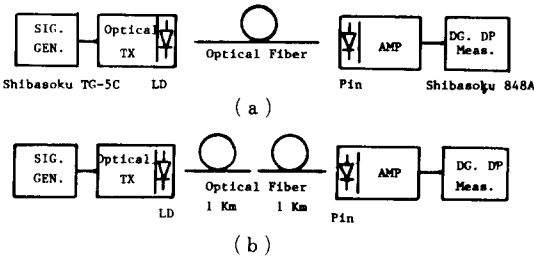 SIG. GEN.
Optical TX
Optical Fiber
AMP
DG. DP Meas.
Shibasoku TG-5C
LD
Pin
Shibasoku 848A
(a)
SIG. GEN.
Optical TX
Optical Fiber
1 Km 1 Km
AMP
DG. DP Meas.
LD
Pin
(b)